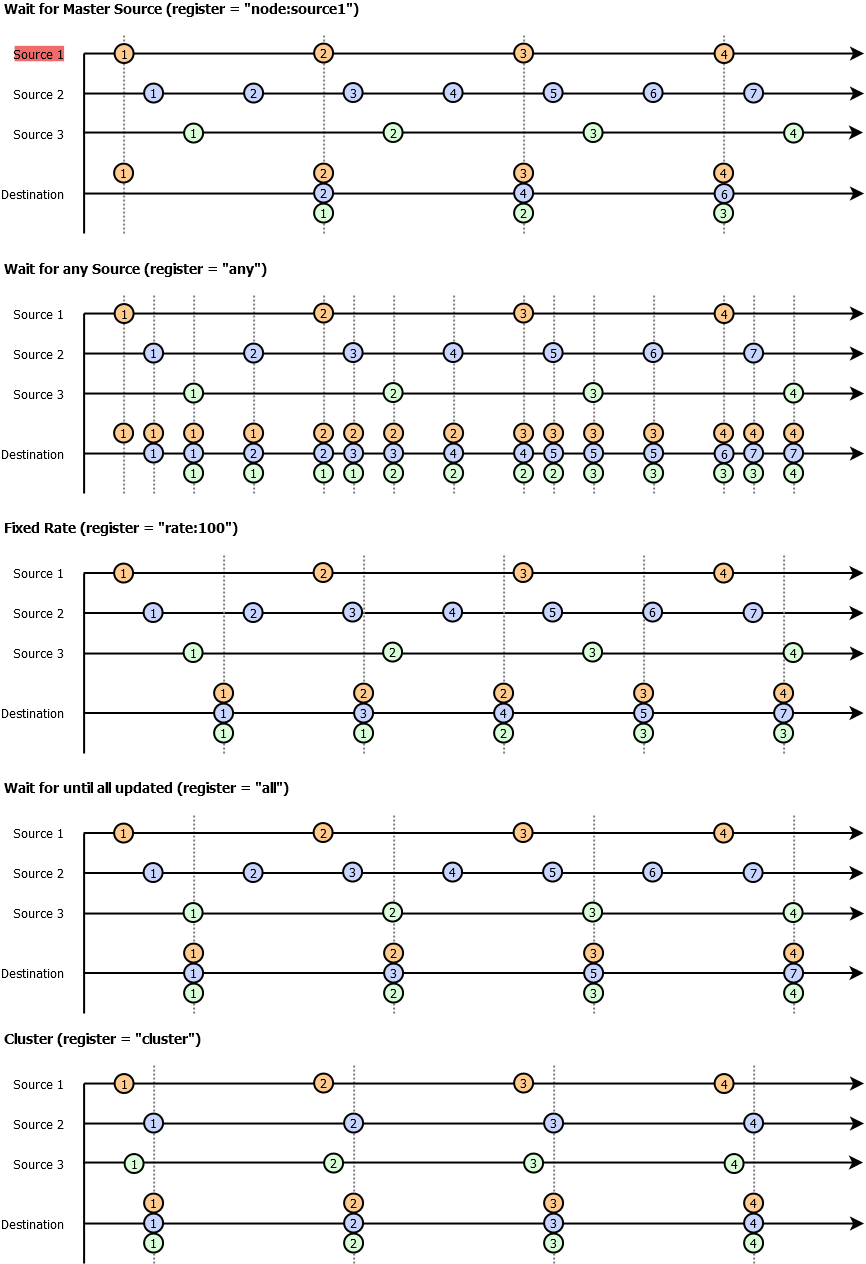 Wait for Master Source (register = "node:source1")
Source 1 1 2 3 4
Source 2 1 2 3 4 5 6 7
Source 3 1 2 3 4
1 2 3 4
Destination 2 4 6
1 2 3
Wait for any Source (register = "any")
Source 1 1 2 3 4
Source 2 1 2 3 4 5 6 7
Source 3 1 2 3 4
1 1 1 1 2 2 2 2 3 3 3 3 4 4 4
Destination 1 1 2 2 3 3 4 4 5 5 5 6 7 7
1 1 1 1 2 2 2 2 3 3 3 3 4
Fixed Rate (register = "rate:100")
Source 1 1 2 3 4
Source 2 1 2 3 4 5 6 7
Source 3 1 2 3 4
1 2 2 3 4
Destination 1 3 4 5 7
1 1 2 3 3
Wait for until all updated (register = "all")
Source 1 1 2 3 4
Source 2 1 2 3 4 5 6 7
Source 3 1 2 3 4
1 2 3 4
Destination 1 3 5 7
1 2 3 4
Cluster (register = "cluster")
Source 1 1 2 3 4
Source 2 1 2 3 4
Source 3 1 2 3 4
1 2 3 4
Destination 1 2 3 4
1 2 3 4